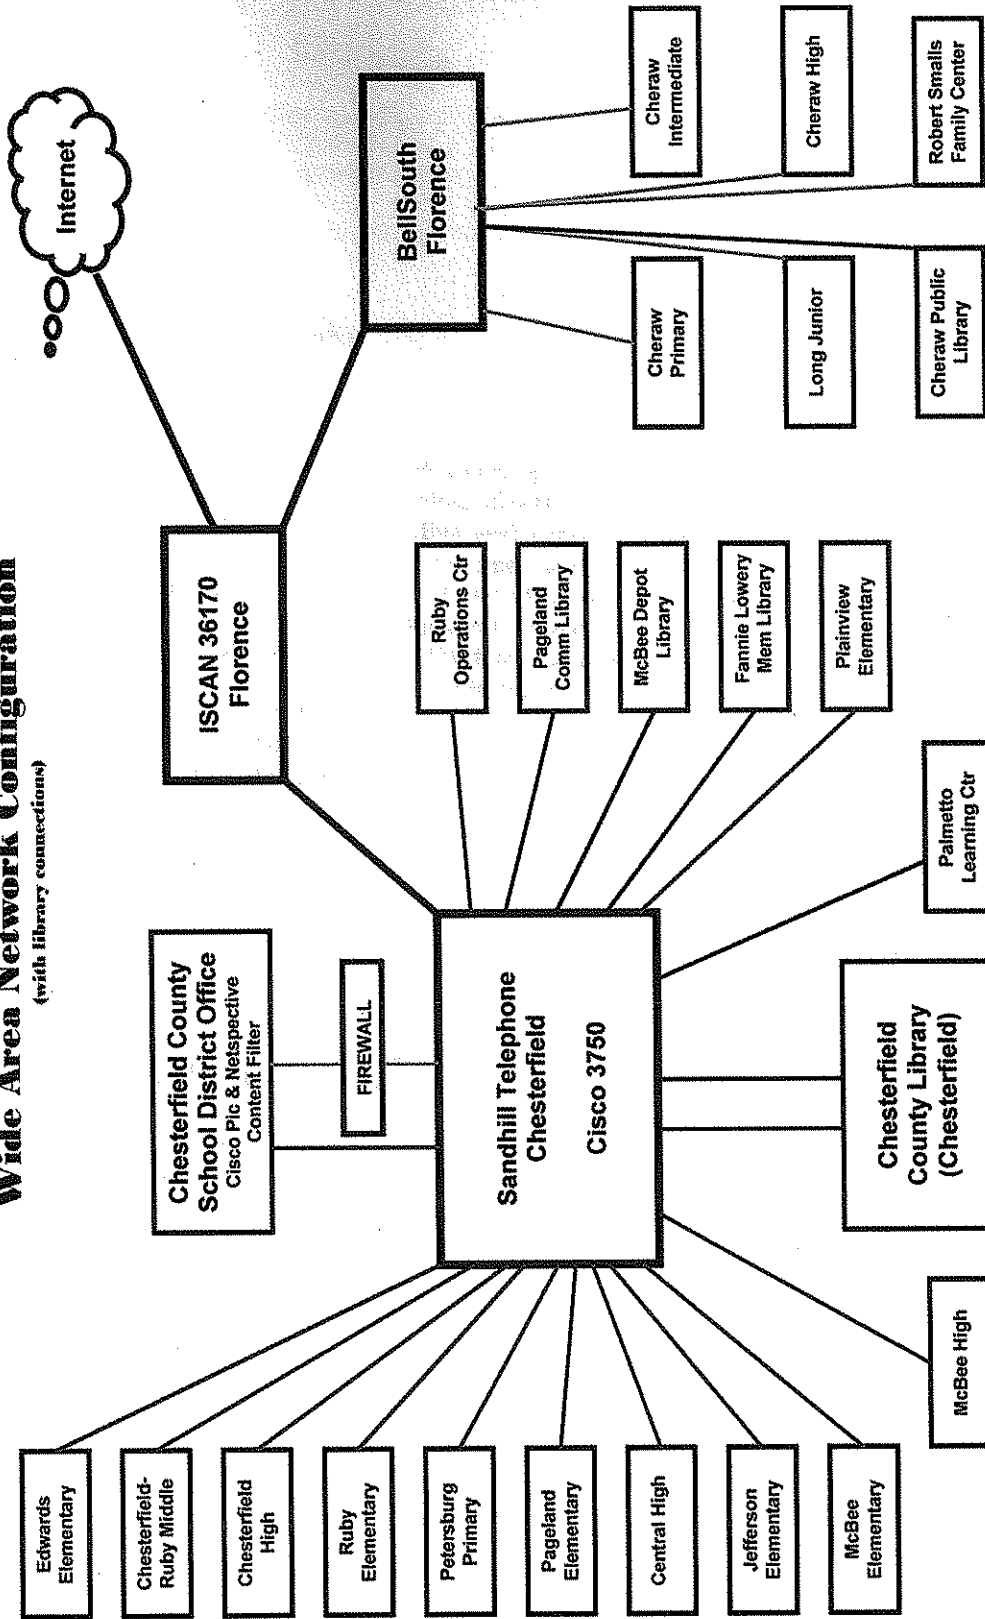 Wide Area Network Configuration
(with library connections)
Internet
ISCAN 36170
Florence
BellSouth
Florence
Chesterfield County
School District Office
Cisco Pic & Netspective
Content Filter
FIREWALL
Sandhill Telephone
Chesterfield
Cisco 3750
Edwards
Elementary
Chesterfield-
Ruby Middle
Chesterfield
High
Ruby
Elementary
Petersburg
Primary
Pageland
Elementary
Central High
Jefferson
Elementary
McBee
Elementary
McBee High
Chesterfield
County Library
(Chesterfield)
Palmetto
Learning Ctr
Ruby
Operations Ctr
Pageland
Comm Library
McBee Depot
Library
Fannie Lowery
Mem Library
Plainview
Elementary
Cheraw
Primary
Cheraw
Intermediate
Long Junior
Cheraw High
Cheraw Public
Library
Robert Smalls
Family Center